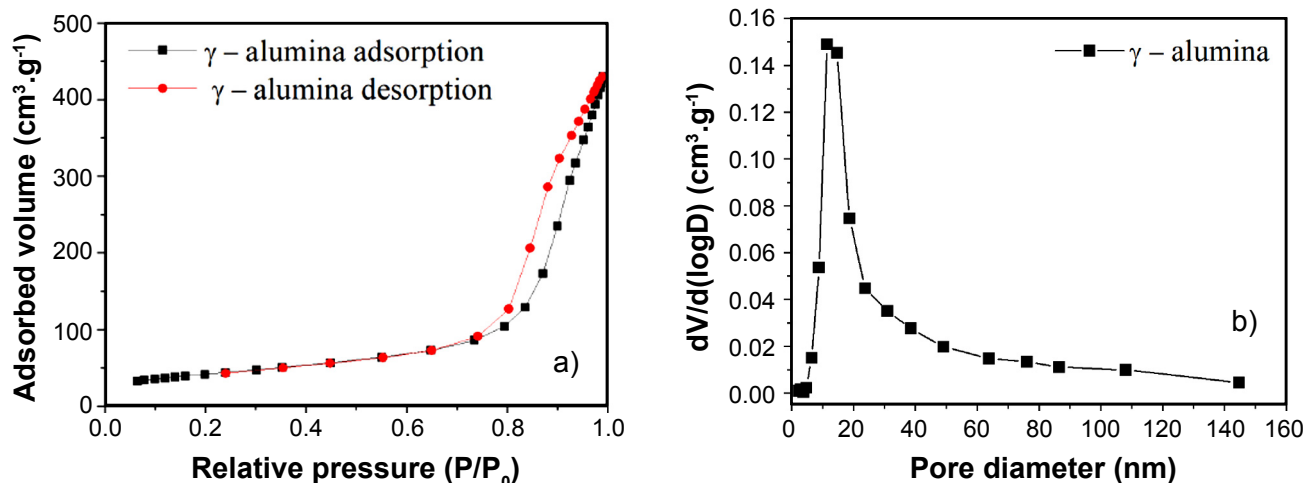 500
400
300
200
100
0
Adsorbed volume (cm³.g⁻¹)
γ – alumina adsorption
γ – alumina desorption
a)
0.0 0.2 0.4 0.6 0.8 1.0
Relative pressure (P/P₀)
0.16
0.14
0.12
0.10
0.08
0.06
0.04
0.02
0.00
dV/d(logD) (cm³.g⁻¹)
γ – alumina
b)
0 20 40 60 80 100 120 140 160
Pore diameter (nm)